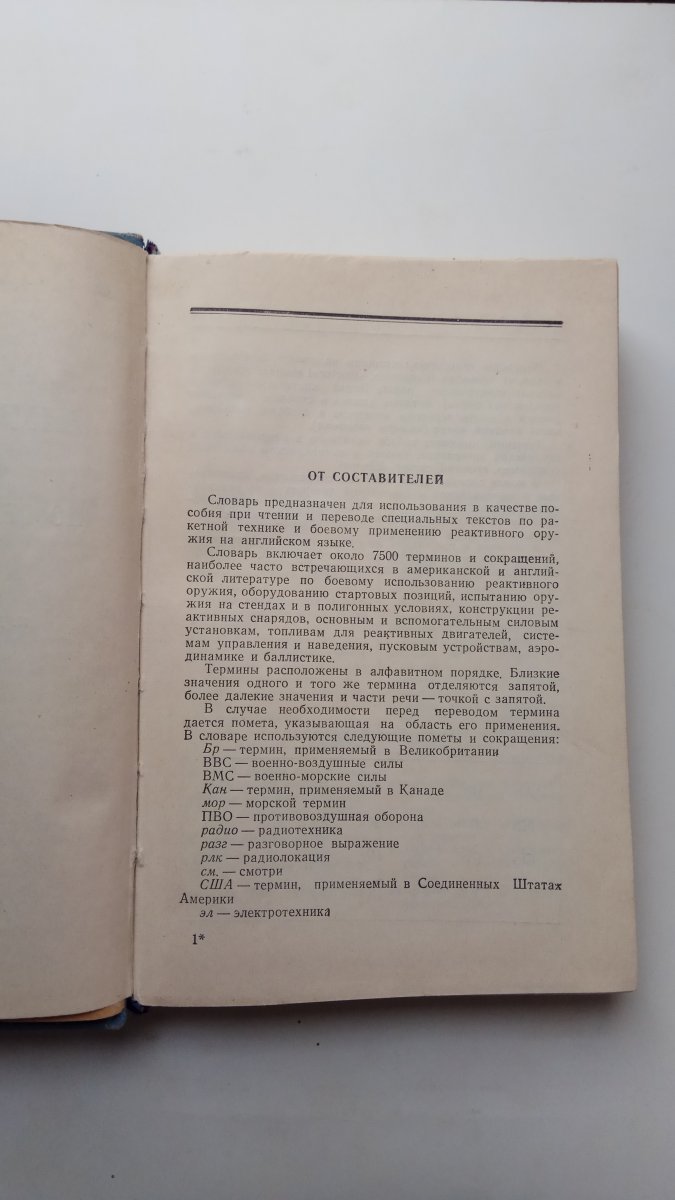 ОТ СОСТАВИТЕЛЕЙ
Словарь предназначен для использования в качестве по-
собия при чтении и переводе специальных текстов по ра-
кетной технике и боевому применению реактивного ору-
жия на английском языке.
Словарь включает около 7500 терминов и сокращений,
наиболее часто встречающихся в американской и англий-
ской литературе по боевому использованию реактивного
оружия, оборудованию стартовых позиций, испытанию ору-
жия на стендах и в полигонных условиях, конструкции ре-
активных снарядов, основным и вспомогательным силовым
установкам, топливам для реактивных двигателей, систе-
мам управления и наведения, пусковым устройствам, аэро-
динамике и баллистике.
Термины расположены в алфавитном порядке. Близкие
значения одного и того же термина отделяются запятой,
более далекие значения и части речи — точкой с запятой.
В случае необходимости перед переводом термина
дается помета, указывающая на область его применения.
В словаре используются следующие пометы и сокращения:
Бр — термин, применяемый в Великобритании
ВВС — военно-воздушные силы
ВМС — военно-морские силы
Кан — термин, применяемый в Канаде
мор — морской термин
ПВО — противовоздушная оборона
радио — радиотехника
разг — разговорное выражение
рлк — радиолокация
см. — смотри
США — термин, применяемый в Соединенных Штатах
Америки
эл — электротехника
1*